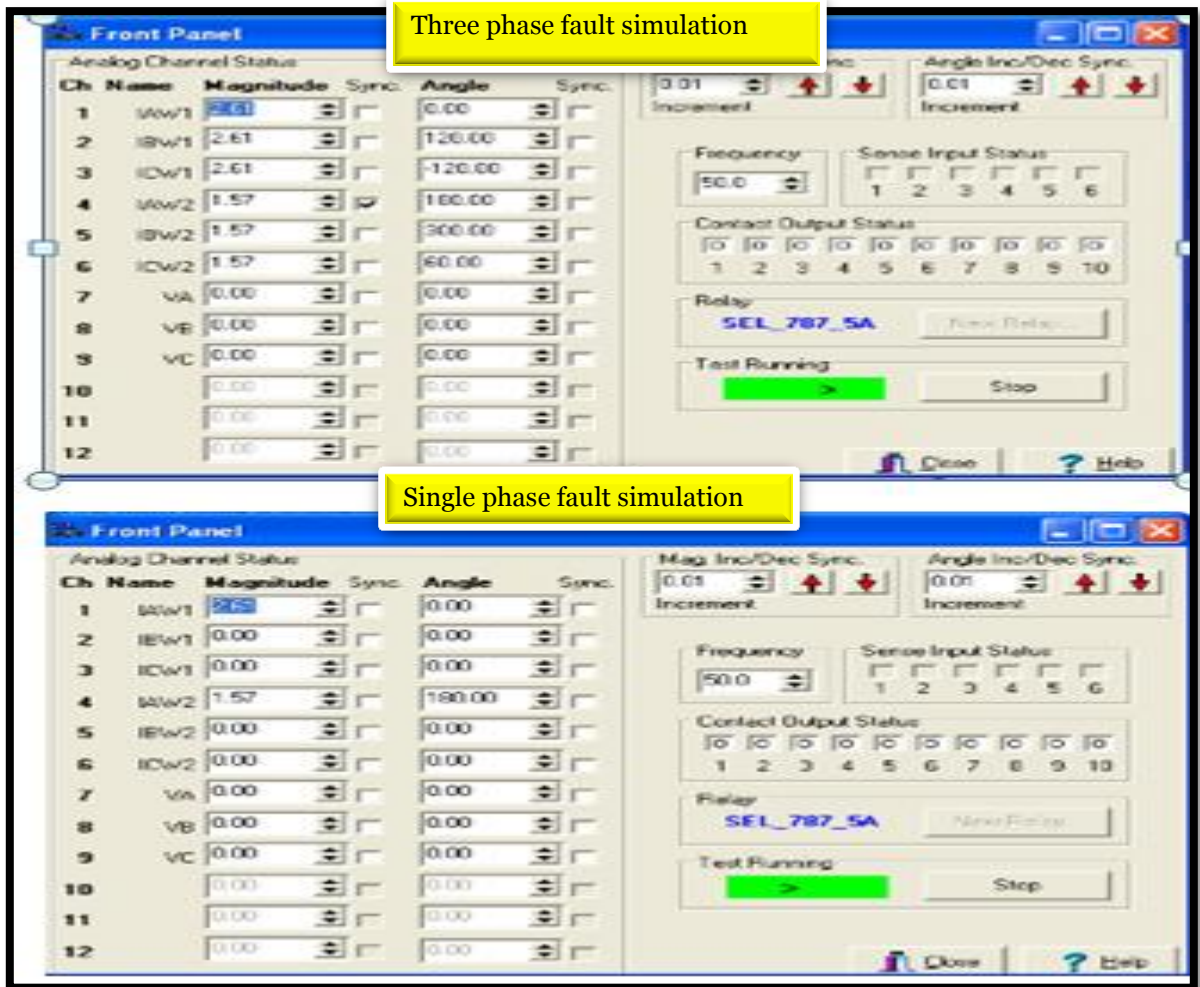 Three phase fault simulation
Front Panel
Analog Channel Status
Ch Name Magnitude Sync. Angle Sync.
1 IAW1 2.61 0.00
2 IBW1 2.61 120.00
3 ICW1 2.61 -120.00
4 IAW2 1.57 180.00
5 IBW2 1.57 300.00
6 ICW2 1.57 60.00
7 VA 0.00 0.00
8 VB 0.00 0.00
9 VC 0.00 0.00
10 0.00 0.00
11 0.00 0.00
12 0.00 0.00
Angle Inc/Dec Sync.
0.01 0.01
Increment Increment
Frequency
50.0
Sense Input Status
1 2 3 4 5 6
Contact Output Status
1 2 3 4 5 6 7 8 9 10
Relay
SEL_787_5A New Relay...
Test Running
> Stop
Close Help
Single phase fault simulation
Front Panel
Analog Channel Status
Ch Name Magnitude Sync. Angle Sync.
1 IAW1 2.61 0.00
2 IBW1 0.00 0.00
3 ICW1 0.00 0.00
4 IAW2 1.57 180.00
5 IBW2 0.00 0.00
6 ICW2 0.00 0.00
7 VA 0.00 0.00
8 VB 0.00 0.00
9 VC 0.00 0.00
10 0.00 0.00
11 0.00 0.00
12 0.00 0.00
Mag. Inc/Dec Sync. Angle Inc/Dec Sync.
0.01 0.01
Increment Increment
Frequency
50.0
Sense Input Status
1 2 3 4 5 6
Contact Output Status
1 2 3 4 5 6 7 8 9 10
Relay
SEL_787_5A New Relay...
Test Running
> Stop
Close Help